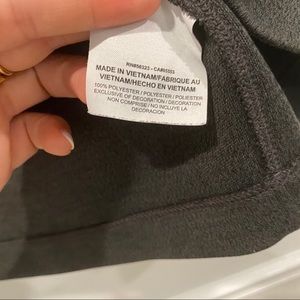 RN#56323 - CA#05553
MADE IN VIETNAM/FABRIQUE AU
VIETNAM/HECHO EN VIETNAM
100% POLYESTER / POLYESTER / POLIESTER
EXCLUSIVE OF DECORATION / DECORATION
NON COMPRISE / NO INCLUYE LA
DECORACION